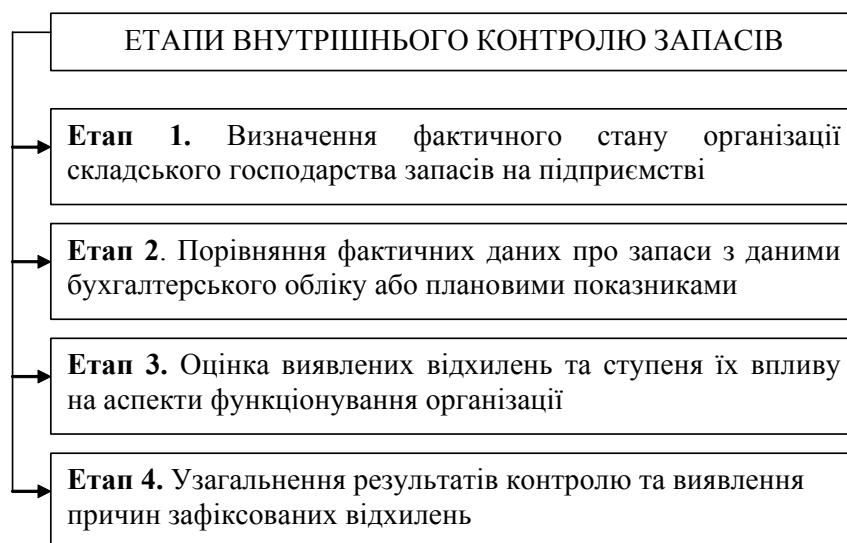 ЕТАПИ ВНУТРІШНЬОГО КОНТРОЛЮ ЗАПАСІВ
Етап 1. Визначення фактичного стану організації
складського господарства запасів на підприємстві
Етап 2. Порівняння фактичних даних про запаси з даними
бухгалтерського обліку або плановими показниками
Етап 3. Оцінка виявлених відхилень та ступеня їх впливу
на аспекти функціонування організації
Етап 4. Узагальнення результатів контролю та виявлення
причин зафіксованих відхилень